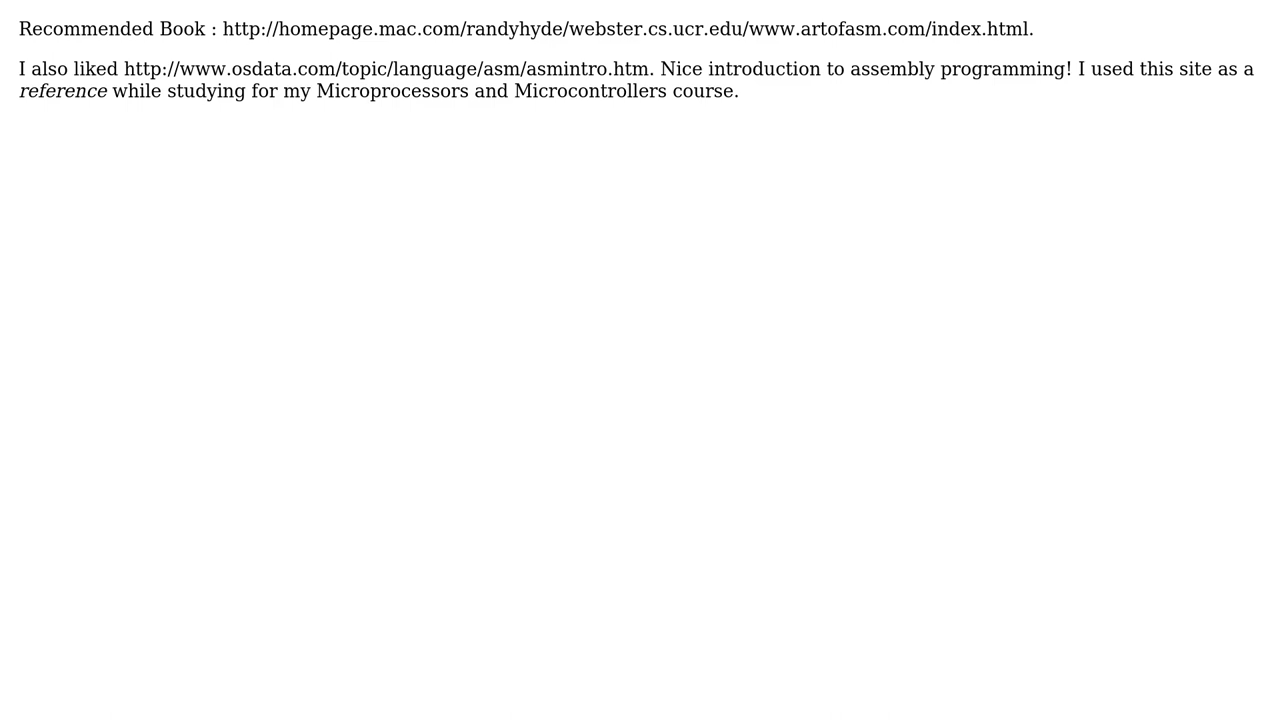 Recommended Book : http://homepage.mac.com/randyhyde/webster.cs.ucr.edu/www.artofasm.com/index.html.
I also liked http://www.osdata.com/topic/language/asm/asmintro.htm. Nice introduction to assembly programming! I used this site as a
reference while studying for my Microprocessors and Microcontrollers course.